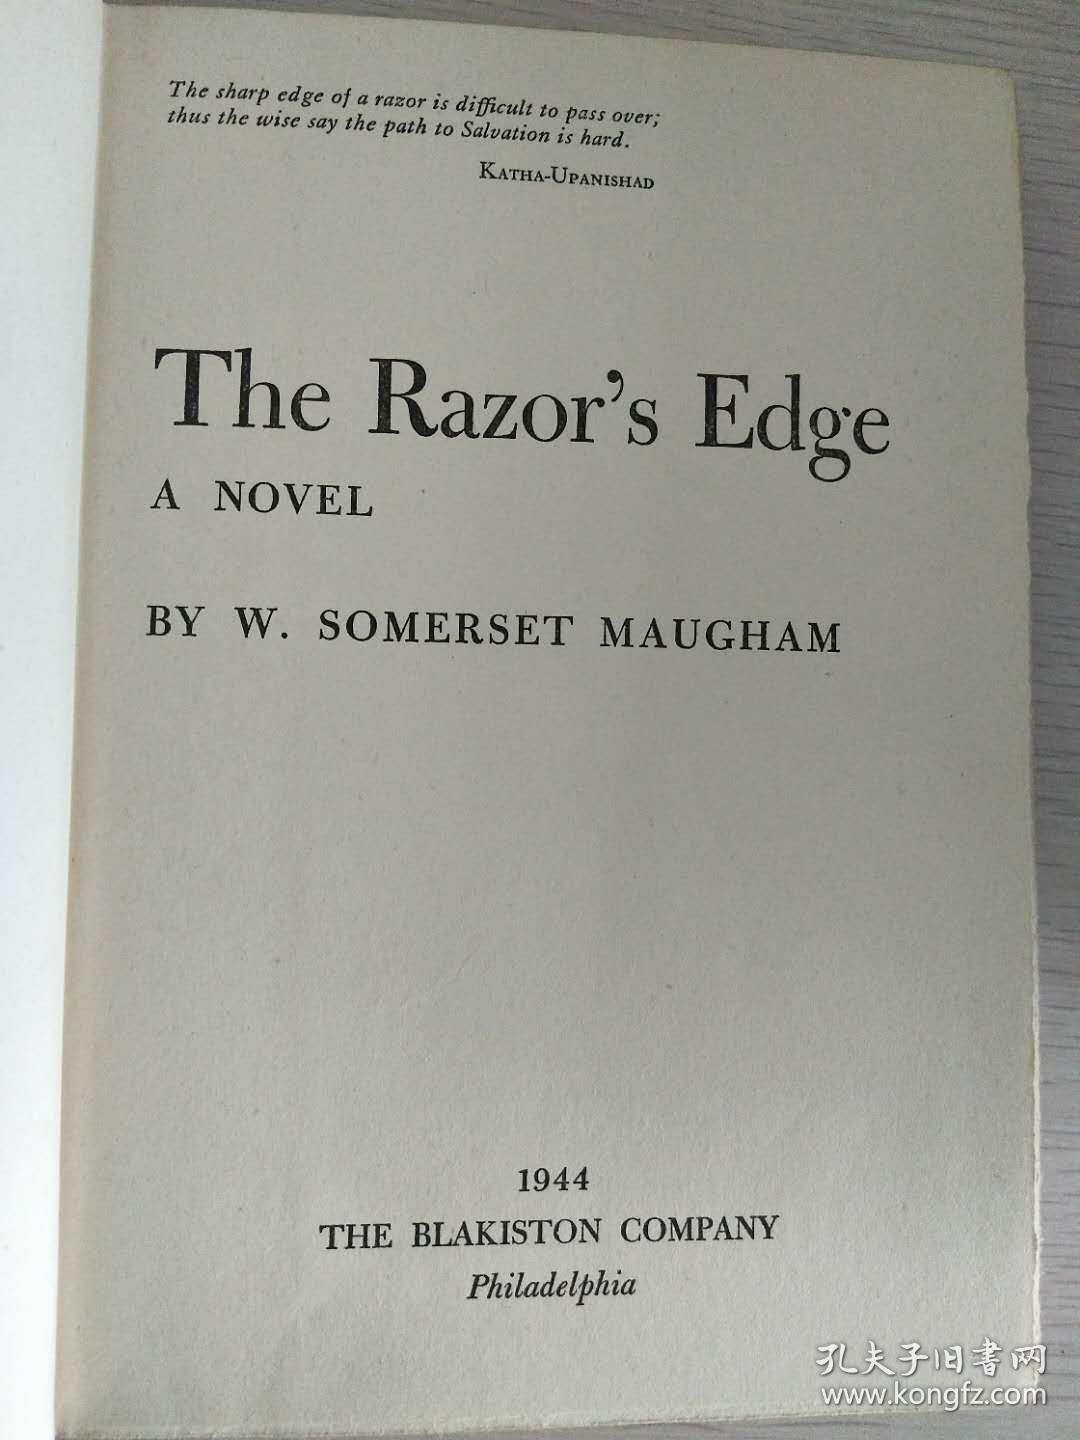 The sharp edge of a razor is difficult to pass over;
thus the wise say the path to Salvation is hard.
KATHA-UPANISHAD
The Razor's Edge
A NOVEL
BY W. SOMERSET MAUGHAM
1944
THE BLAKISTON COMPANY
Philadelphia
孔夫子旧書网
www.kongfz.com